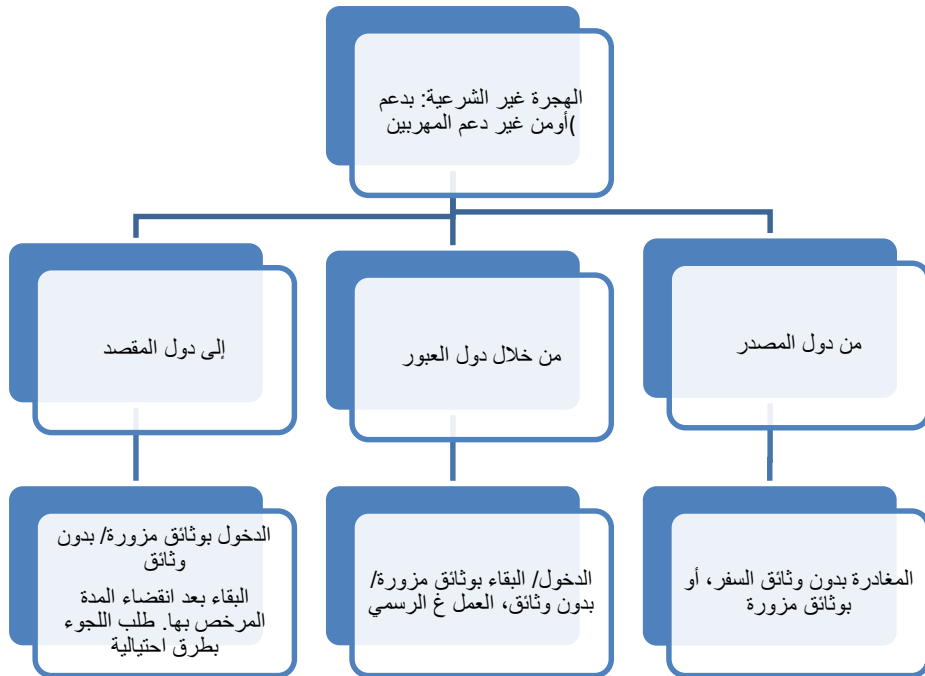 الهجرة غير الشرعية: بدعم
)أومن غير دعم المهربين
من دول المصدر
من خلال دول العبور
إلى دول المقصد
المغادرة بدون وثائق السفر، أو
بوثائق مزورة
الدخول/ البقاء بوثائق مزورة/
بدون وثائق، العمل غ الرسمي
الدخول بوثائق مزورة/ بدون
وثائق
البقاء بعد انقضاء المدة
المرخص بها. طلب اللجوء
بطرق احتيالية